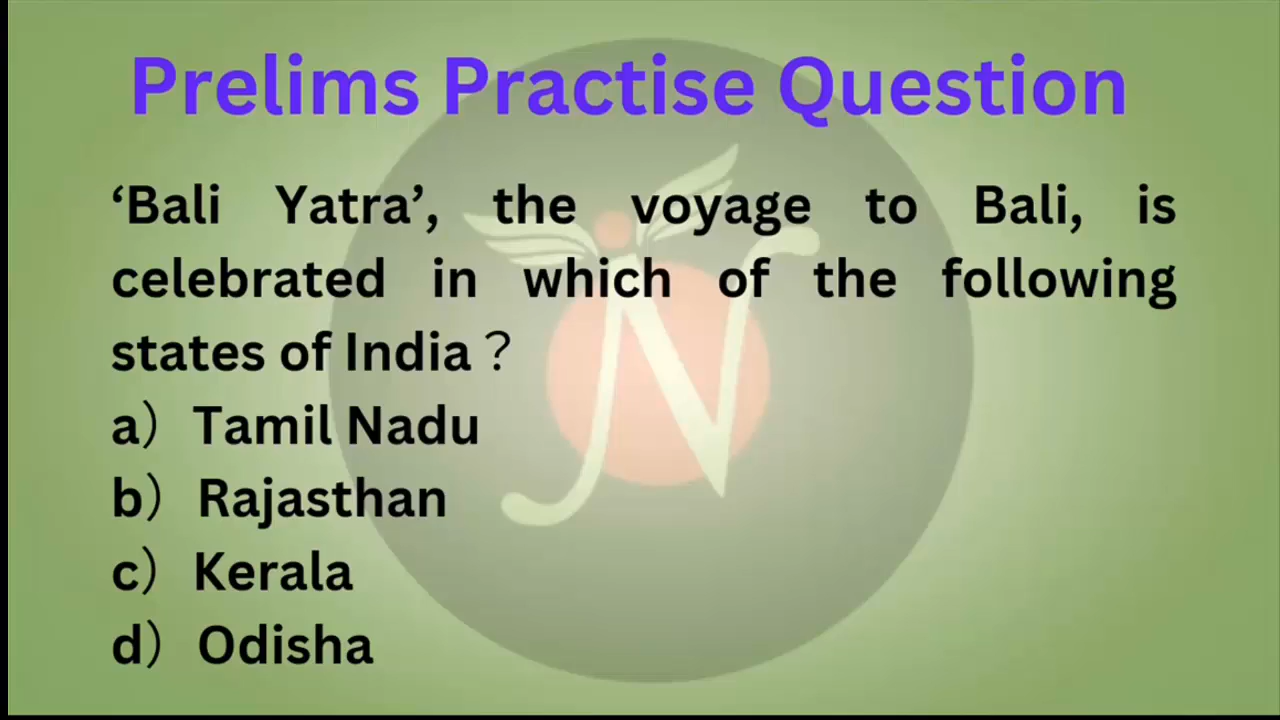 Prelims Practise Question
‘Bali Yatra’, the voyage to Bali, is
celebrated in which of the following
states of India？
a） Tamil Nadu
b） Rajasthan
c） Kerala
d） Odisha